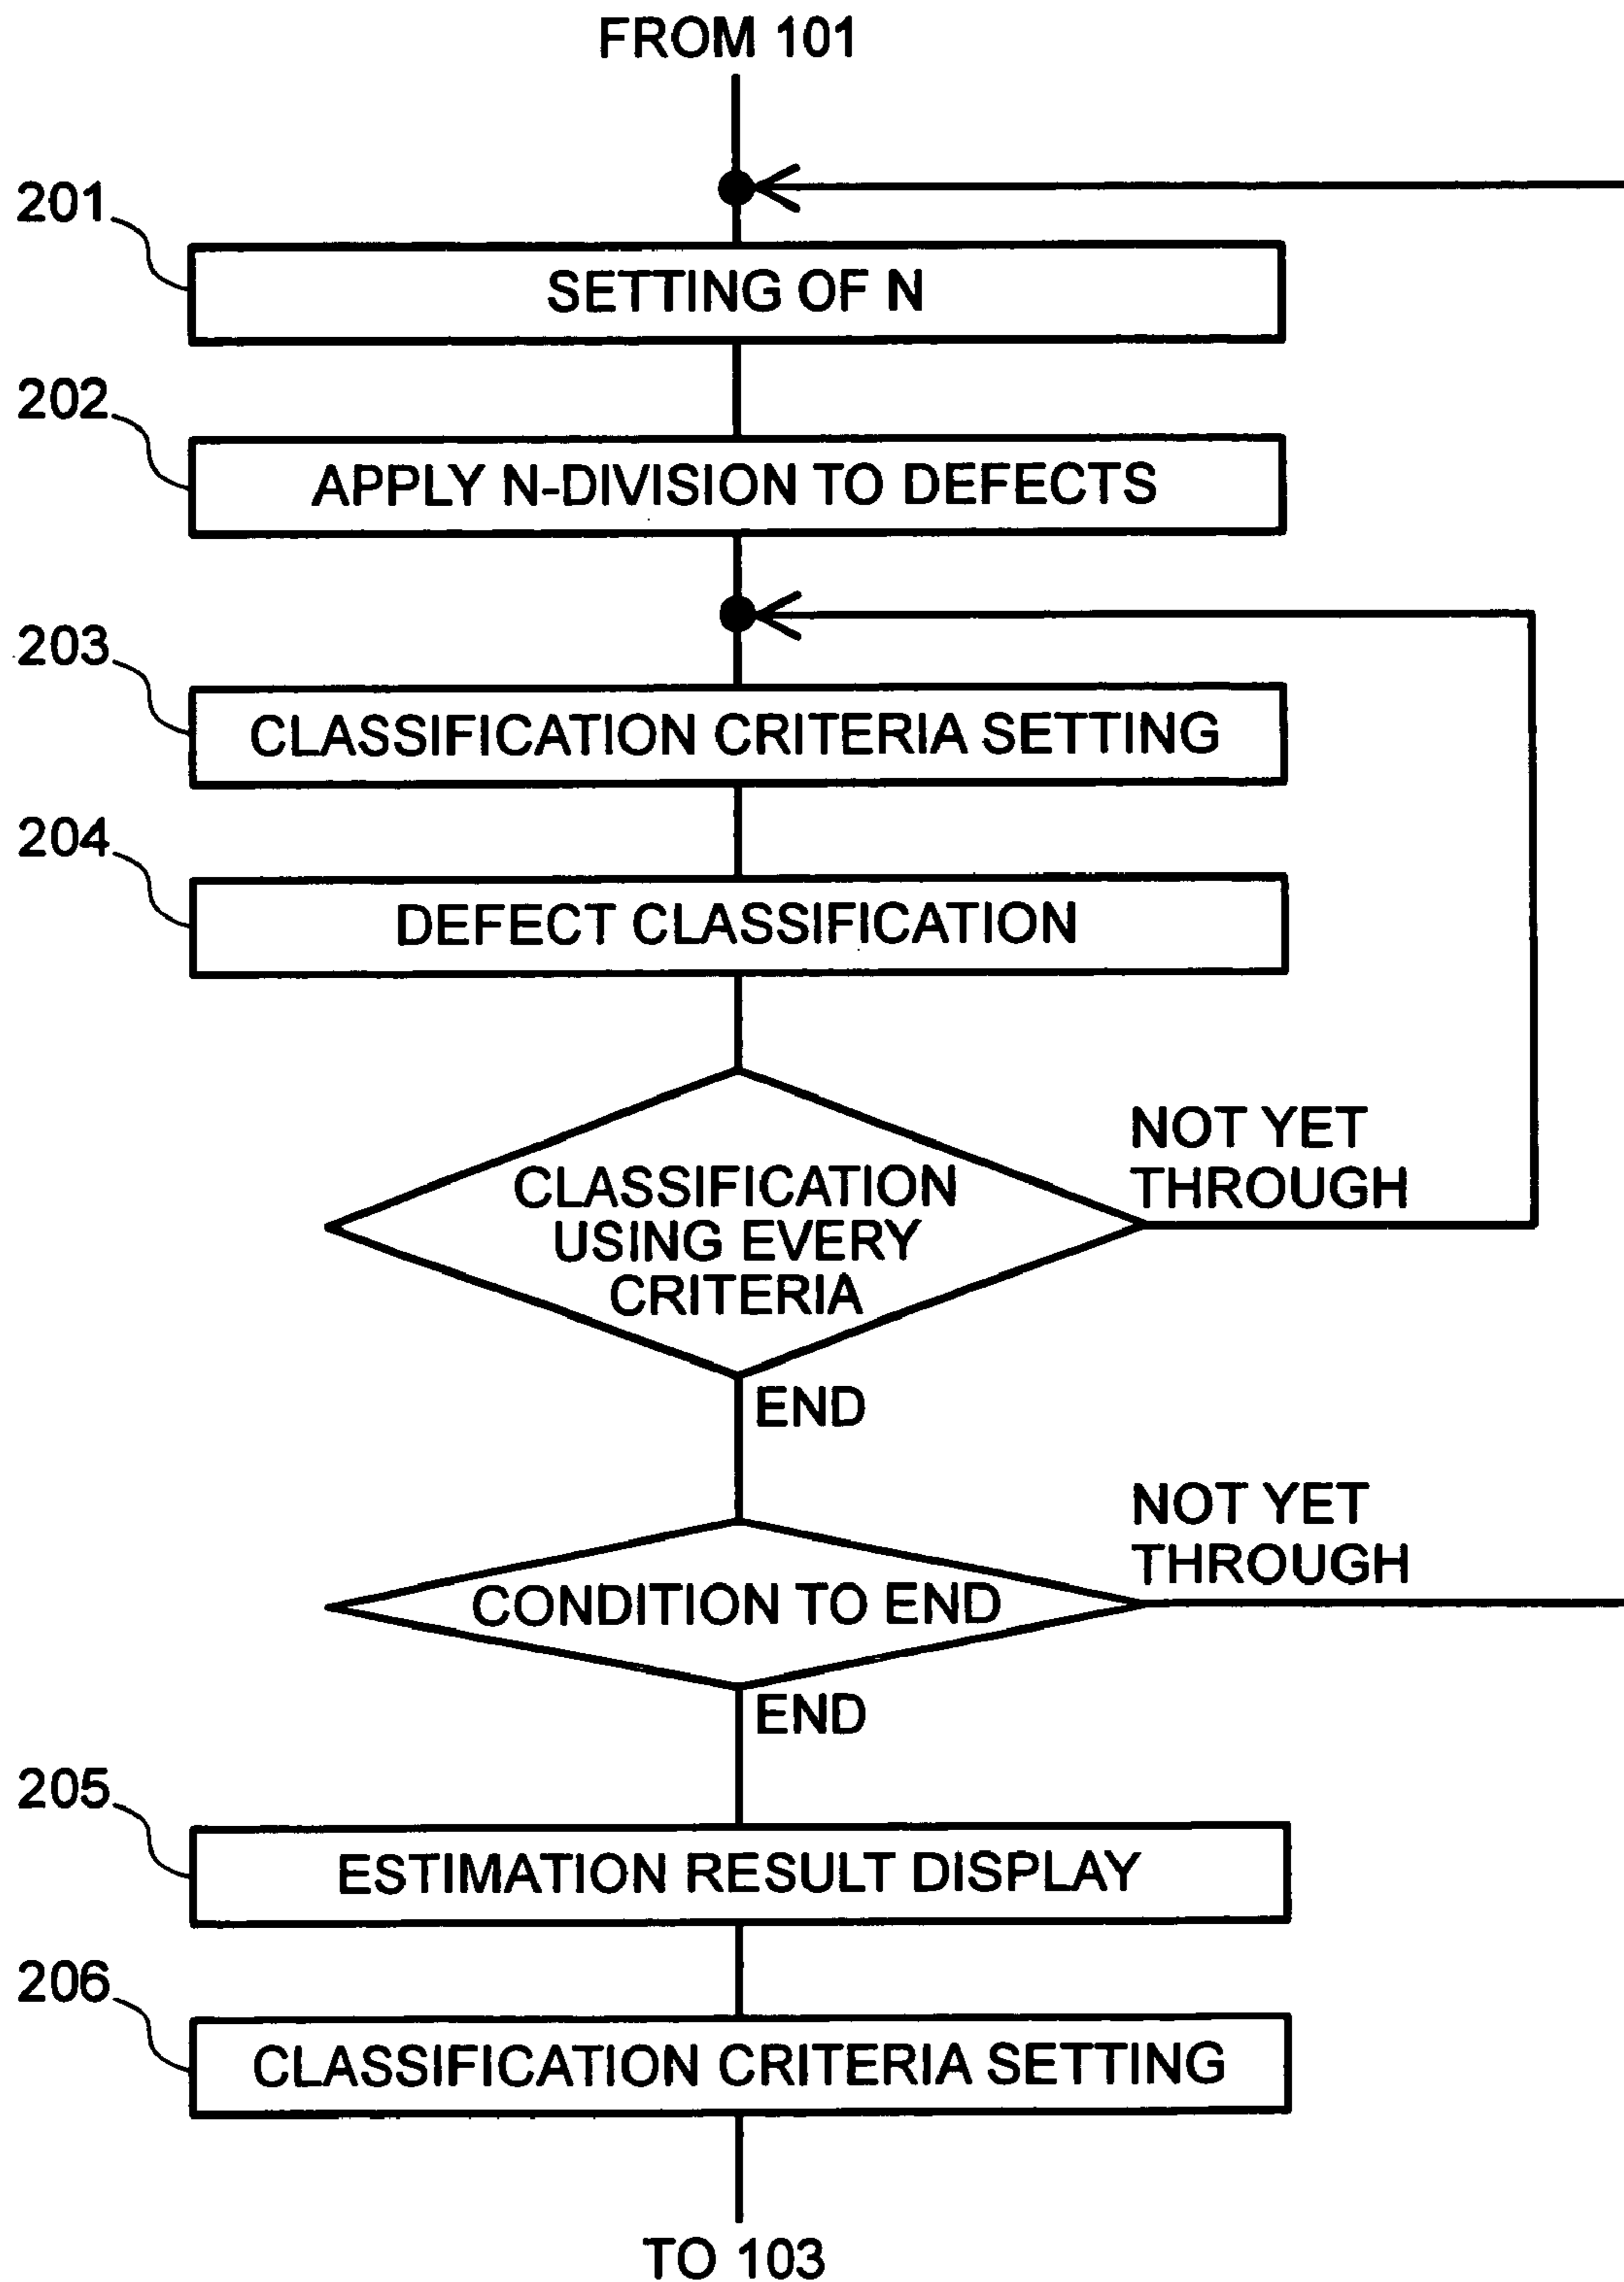 FROM 101
201
SETTING OF N
202
APPLY N-DIVISION TO DEFECTS
203
CLASSIFICATION CRITERIA SETTING
204
DEFECT CLASSIFICATION
NOT YET
THROUGH
CLASSIFICATION
USING EVERY
CRITERIA
END
NOT YET
THROUGH
CONDITION TO END
END
205
ESTIMATION RESULT DISPLAY
206
CLASSIFICATION CRITERIA SETTING
TO 103